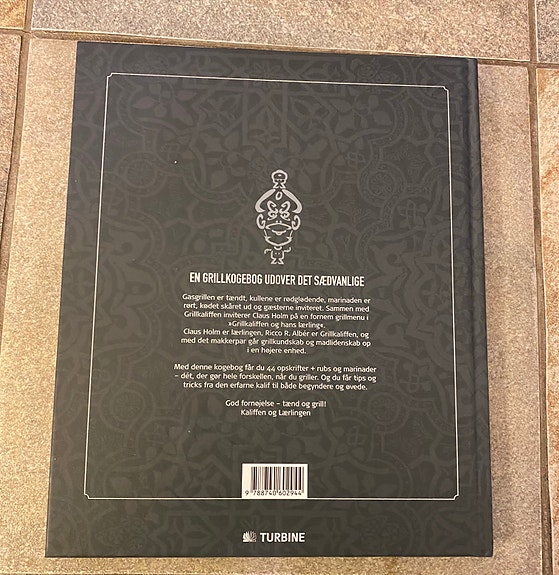 EN GRILLKOGEBOG UDOVER DET SÆDVANLIGE
Gasgrillen er tændt, kullene er rødglødende, marinaden er
rørt, kødet skåret ud og gæsterne inviteret. Sammen med
Grillkaliffen inviterer Claus Holm på en fornem grillmenu i
»Grillkaliffen og hans lærling«.
Claus Holm er lærlingen, Ricco R. Albér er Grillkaliffen, og
med det makkerpar går grillkundskab og madlidenskab op
i en højere enhed.
Med denne kogebog får du 44 opskrifter + rubs og marinader
– dét, der gør hele forskellen, når du griller. Og du får tips og
tricks fra den erfarne kalif til både begyndere og øvede.
God fornøjelse – tænd og grill!
Kaliffen og Lærlingen
9 788740 602944
TURBINE